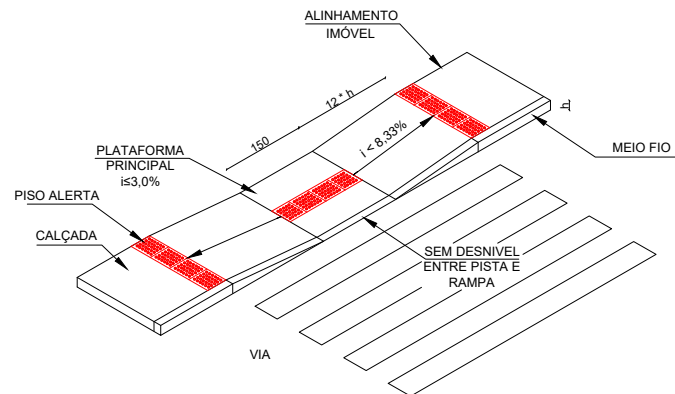 ALINHAMENTO
IMÓVEL
12 * h
150
h
i < 8,33%
MEIO FIO
PLATAFORMA
PRINCIPAL
i≤3,0%
PISO ALERTA
CALÇADA
SEM DESNIVEL
ENTRE PISTA E
RAMPA
VIA